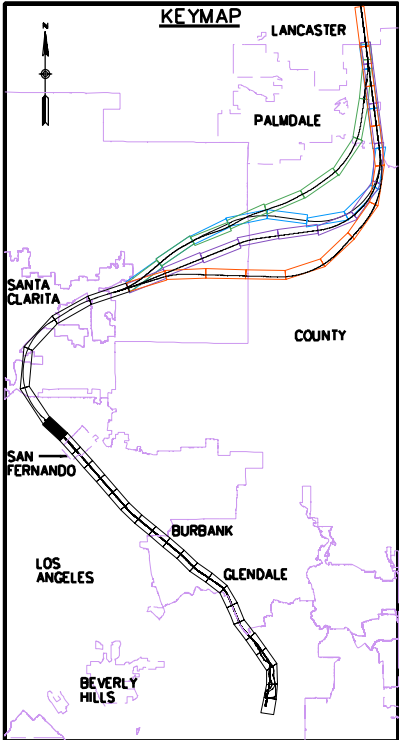 KEYMAP
N
LANCASTER
PALMDALE
SANTA
CLARITA
COUNTY
SAN
FERNANDO
BURBANK
LOS
ANGELES
GLENDALE
BEVERLY
HILLS